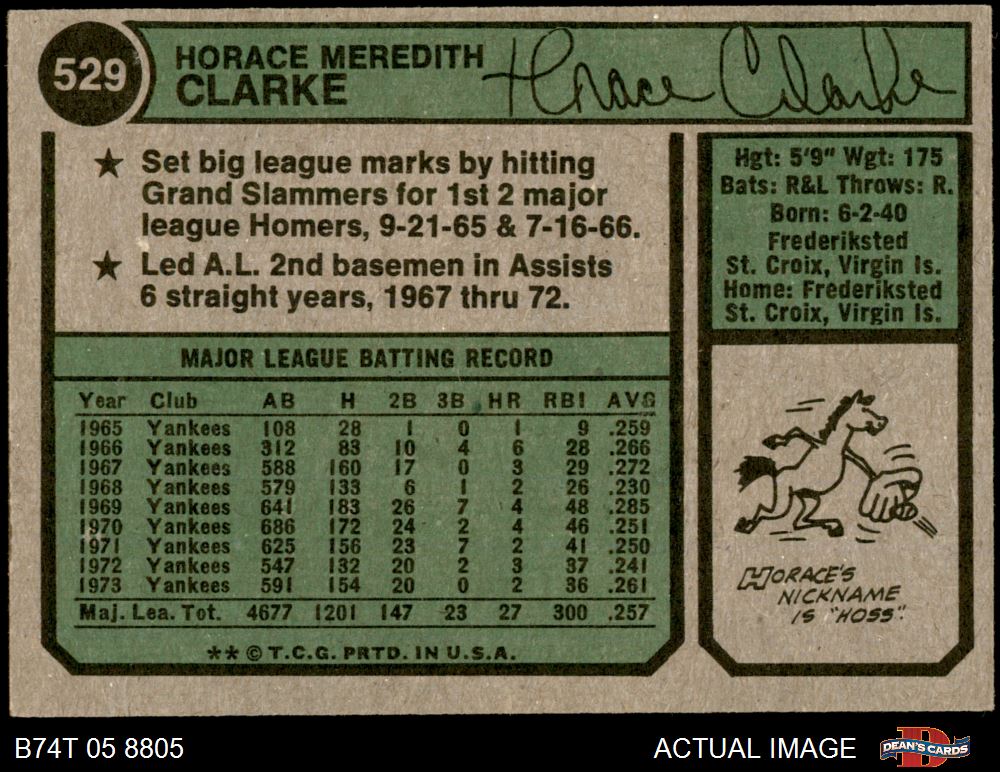 529
HORACE MEREDITH
CLARKE
Horace Clarke
★ Set big league marks by hitting
Grand Slammers for 1st 2 major
league Homers, 9-21-65 & 7-16-66.
★ Led A.L. 2nd basemen in Assists
6 straight years, 1967 thru 72.
Hgt: 5'9" Wgt: 175
Bats: R&L Throws: R.
Born: 6-2-40
Frederiksted
St. Croix, Virgin Is.
Home: Frederiksted
St. Croix, Virgin Is.
MAJOR LEAGUE BATTING RECORD
Year Club AB H 2B 3B HR RBI AVG
1965 Yankees 108 28 1 0 1 9 .259
1966 Yankees 312 83 10 4 6 28 .266
1967 Yankees 588 160 17 0 3 29 .272
1968 Yankees 579 133 6 1 2 26 .230
1969 Yankees 641 183 26 7 4 48 .285
1970 Yankees 686 172 24 2 4 46 .251
1971 Yankees 625 156 23 7 2 41 .250
1972 Yankees 547 132 20 2 3 37 .241
1973 Yankees 591 154 20 0 2 36 .261
Maj. Lea. Tot. 4677 1201 147 23 27 300 .257
** © T.C.G. PRTD. IN U.S.A.
HORACE'S
NICKNAME
IS "HOSS".
B74T 05 8805
ACTUAL IMAGE
D
DEAN'S CARDS